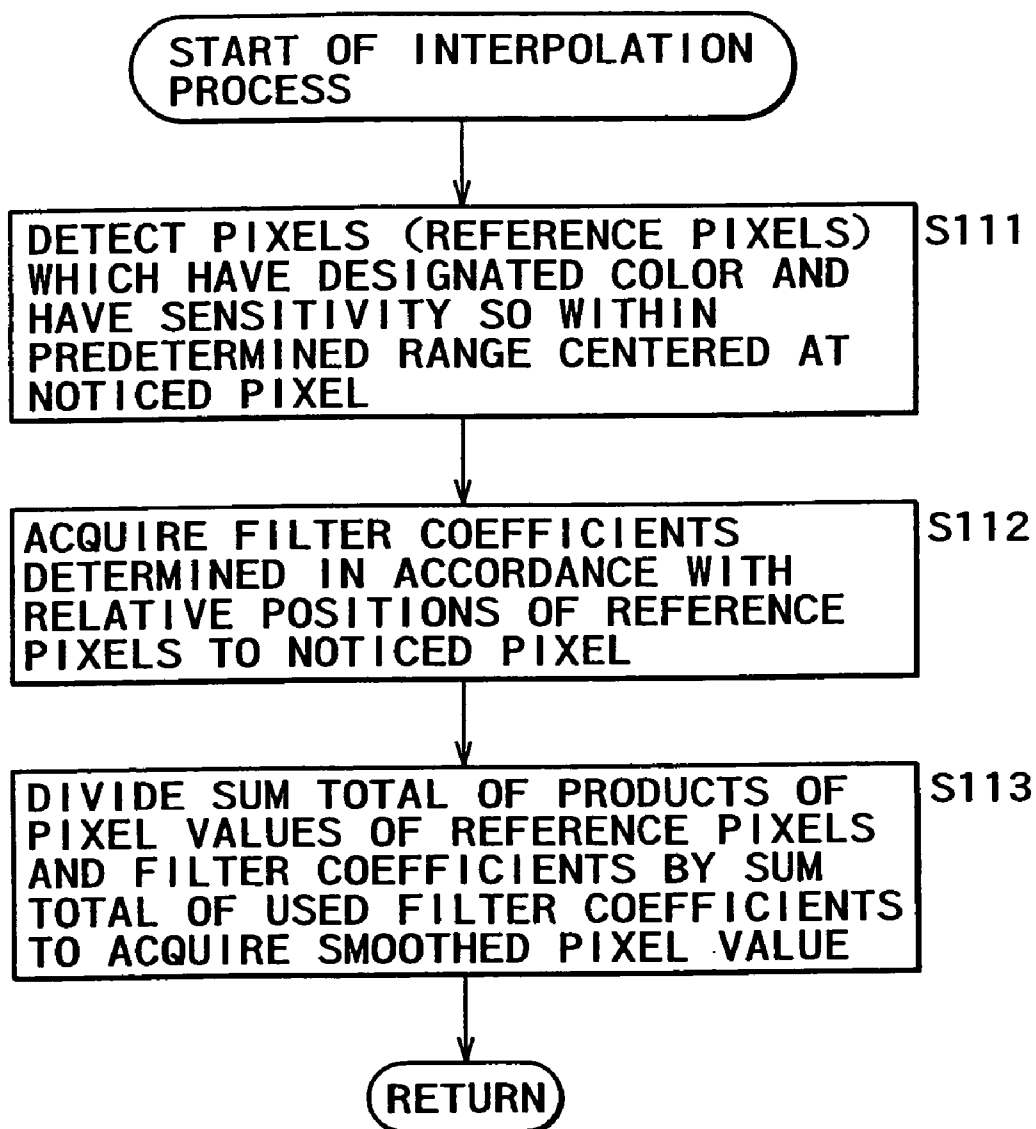 START OF INTERPOLATION
PROCESS
DETECT PIXELS (REFERENCE PIXELS)
WHICH HAVE DESIGNATED COLOR AND
HAVE SENSITIVITY SO WITHIN
PREDETERMINED RANGE CENTERED AT
NOTICED PIXEL
S111
ACQUIRE FILTER COEFFICIENTS
DETERMINED IN ACCORDANCE WITH
RELATIVE POSITIONS OF REFERENCE
PIXELS TO NOTICED PIXEL
S112
DIVIDE SUM TOTAL OF PRODUCTS OF
PIXEL VALUES OF REFERENCE PIXELS
AND FILTER COEFFICIENTS BY SUM
TOTAL OF USED FILTER COEFFICIENTS
TO ACQUIRE SMOOTHED PIXEL VALUE
S113
RETURN